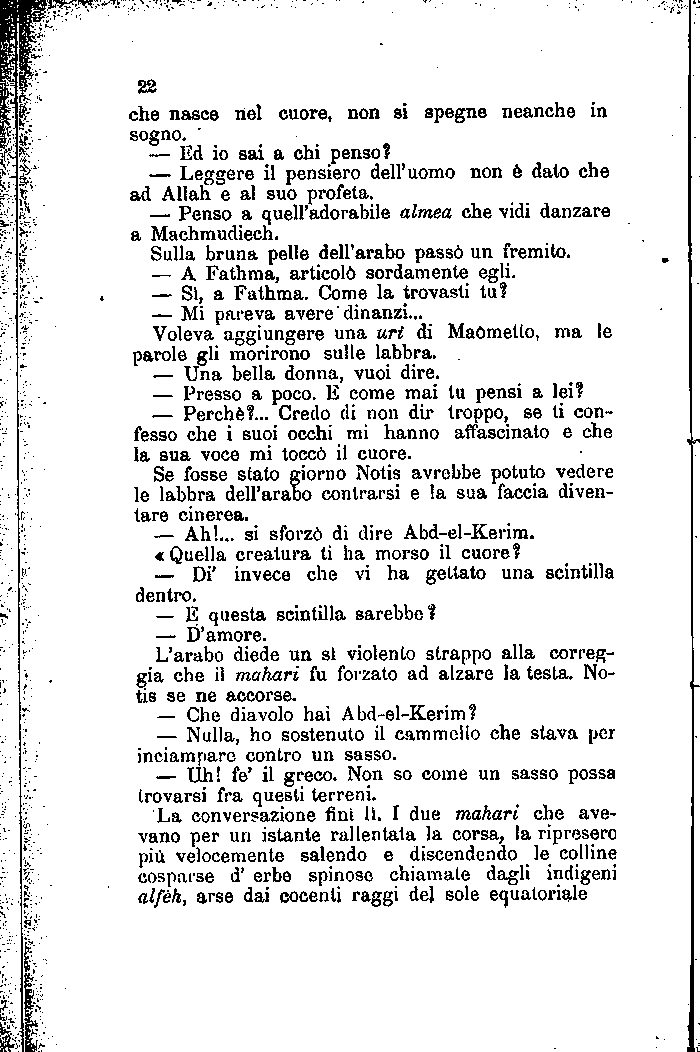 22
che nasce nel cuore, non si spegne neanche in
sogno.
— Ed io sai a chi penso?
— Leggere il pensiero dell'uomo non è dato che
ad Allah e al suo profeta.
— Penso a quell'adorabile almea che vidi danzare
a Machmudiech.
Sulla bruna pelle dell'arabo passò un fremito.
— A Fathma, articolò sordamente egli.
— Sì, a Fathma. Come la trovasti tu?
— Mi pareva avere dinanzi...
Voleva aggiungere una uri di Maòmetto, ma le
parole gli morirono sulle labbra.
— Una bella donna, vuoi dire.
— Presso a poco. E come mai tu pensi a lei?
— Perchè?... Credo di non dir troppo, se ti con-
fesso che i suoi occhi mi hanno affascinato e che
la sua voce mi toccò il cuore.
Se fosse stato giorno Notis avrebbe potuto vedere
le labbra dell'arabo contrarsi e la sua faccia diven-
tare cinerea.
— Ah!... si sforzò di dire Abd-el-Kerim.
« Quella creatura ti ha morso il cuore?
— Di' invece che vi ha gettato una scintilla
dentro.
— E questa scintilla sarebbe?
— D'amore.
L'arabo diede un sì violento strappo alla correg-
gia che il mahari fu forzato ad alzare la testa. No-
tis se ne accorse.
— Che diavolo hai Abd-el-Kerim?
— Nulla, ho sostenuto il cammello che stava per
inciampare contro un sasso.
— Uh! fe' il greco. Non so come un sasso possa
trovarsi fra questi terreni.
La conversazione finì lì. I due mahari che ave-
vano per un istante rallentata la corsa, la ripresero
più velocemente salendo e discendendo le colline
cosparse d' erbe spinose chiamate dagli indigeni
alfèh, arse dai cocenti raggi del sole equatoriale